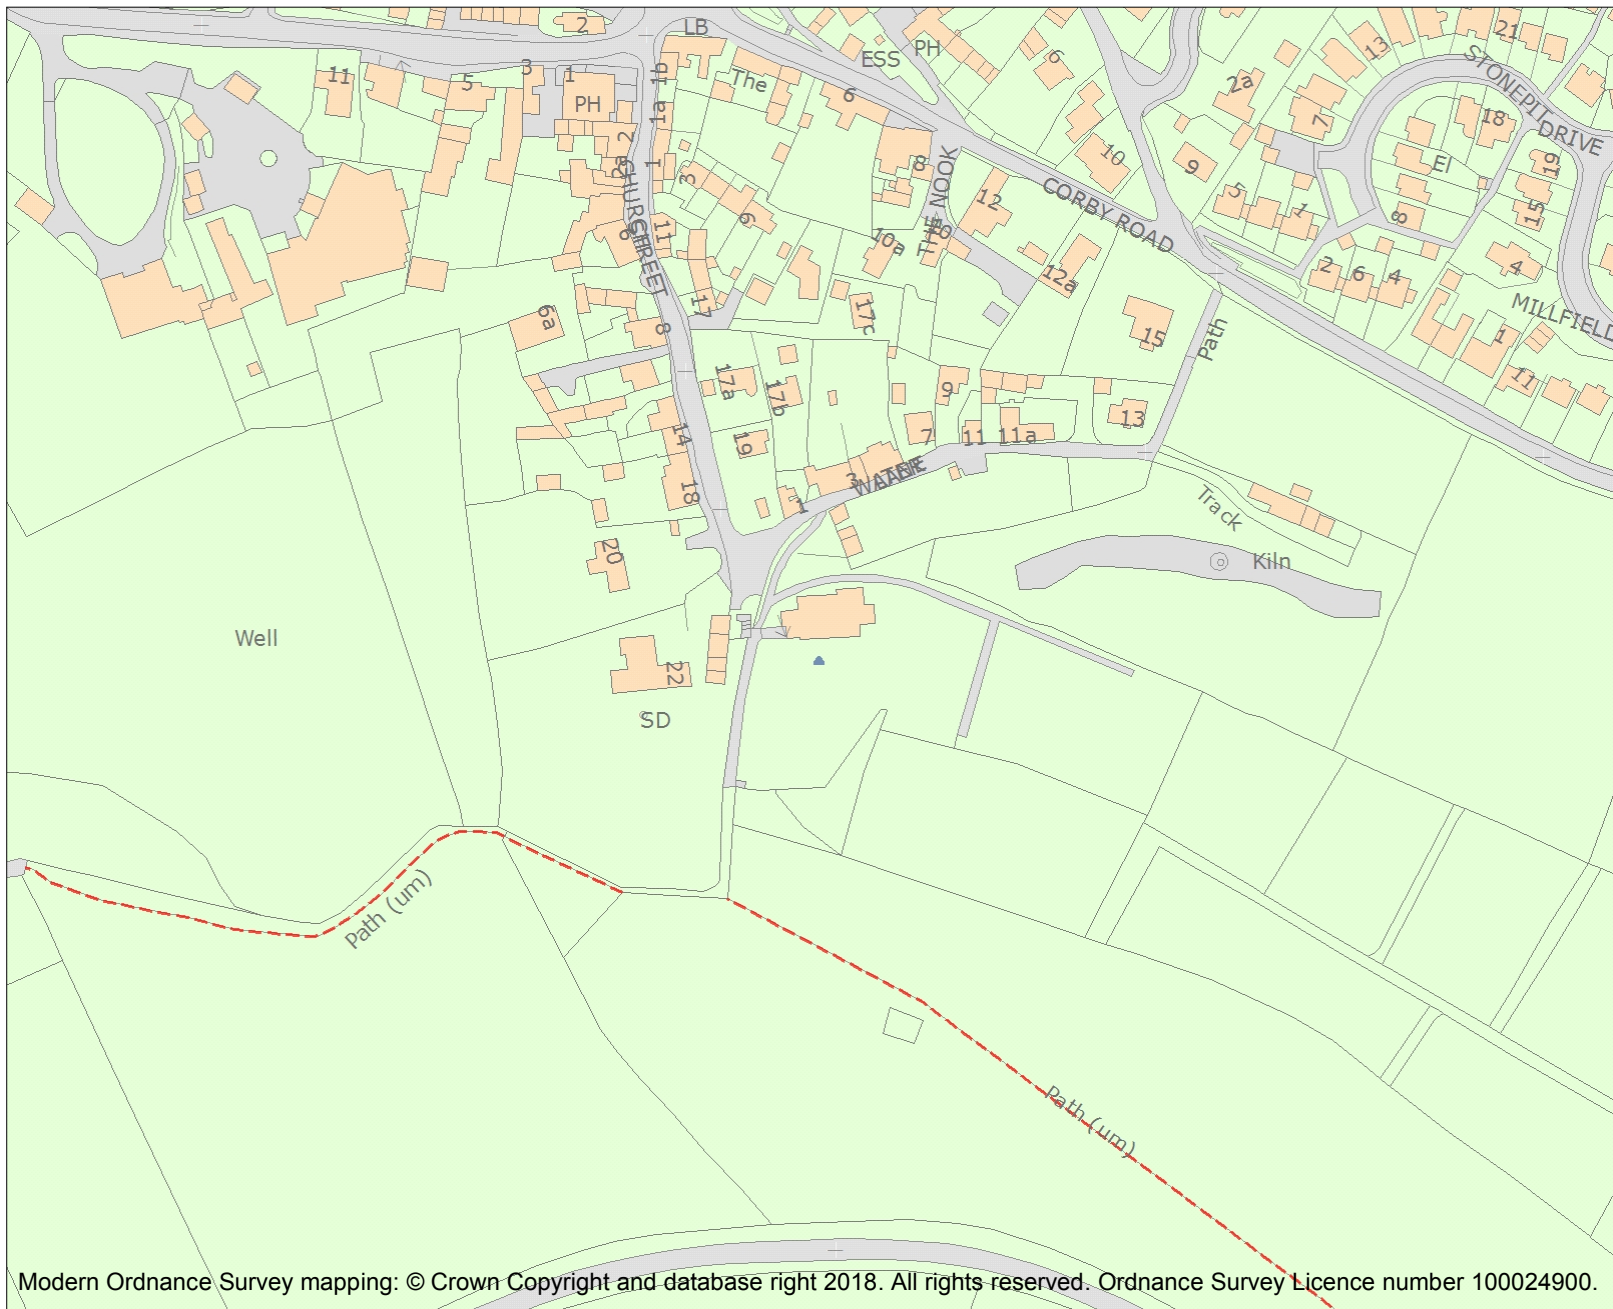 2
LB
ESS
PH
6
13
21
STONEPIT
DRIVE
11
5
3
1
PH
1b
1a
The
6
2a
7
18
2
2a
1
3
8
THE NOOK
10
9
El
19
15
CHURCH
STREET
6
11
6
10a
10
12
CORBY ROAD
12a
5
1
8
2
6
4
4
MILLFIELD
6a
8
17
17c
15
Path
1
11
17a
17b
9
13
14
19
7
11
11a
18
3
WATER
LANE
1
Track
20
Kiln
Well
22
SD
Path (um)
Path (um)
Modern Ordnance Survey mapping: © Crown Copyright and database right 2018. All rights reserved. Ordnance Survey Licence number 100024900.